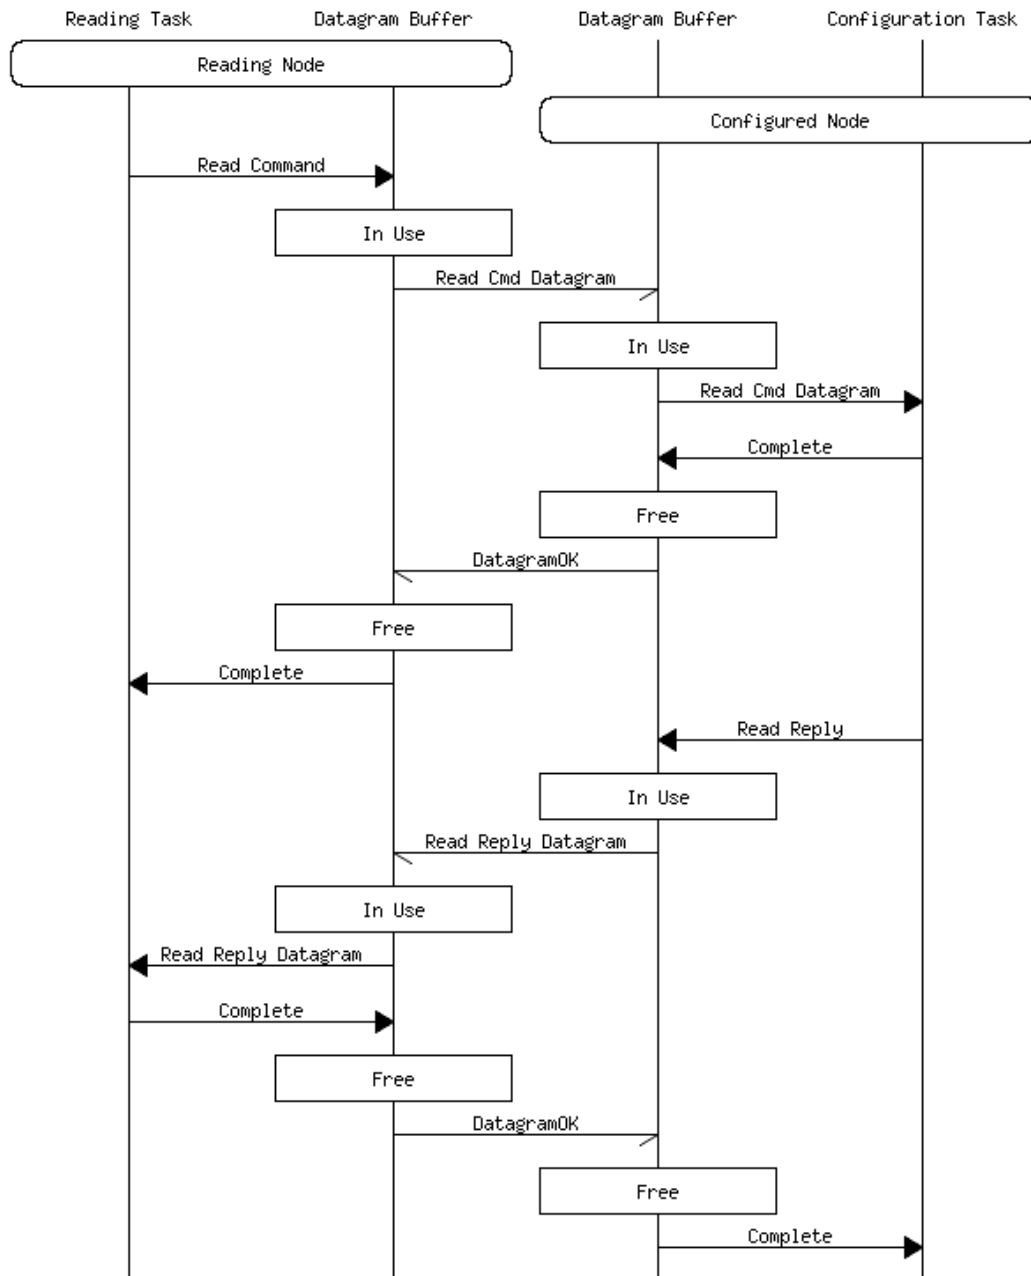 Reading Task
Datagram Buffer
Datagram Buffer
Configuration Task
Reading Node
Configured Node
Read Command
In Use
Read Cmd Datagram
In Use
Read Cmd Datagram
Complete
Free
DatagramOK
Free
Complete
Read Reply
In Use
Read Reply Datagram
In Use
Read Reply Datagram
Complete
Free
DatagramOK
Free
Complete